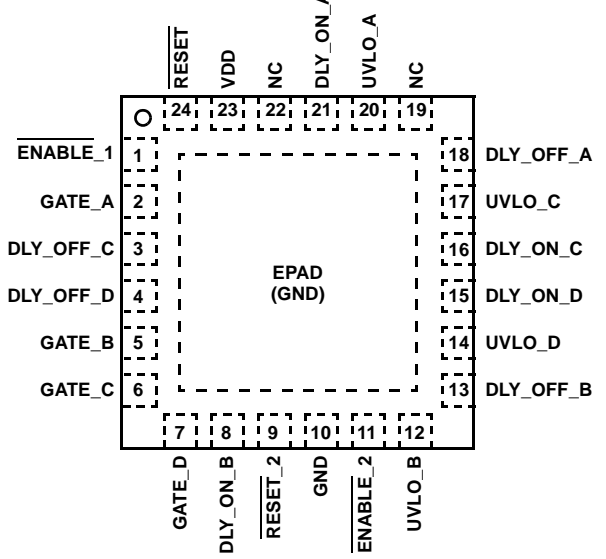 RESET
VDD
NC
DLY_ON_A
UVLO_A
NC
24
23
22
21
20
19
ENABLE_1
1
18
DLY_OFF_A
GATE_A
2
17
UVLO_C
DLY_OFF_C
3
16
DLY_ON_C
EPAD
(GND)
DLY_OFF_D
4
15
DLY_ON_D
GATE_B
5
14
UVLO_D
GATE_C
6
13
DLY_OFF_B
7
8
9
10
11
12
GATE_D
DLY_ON_B
RESET_2
GND
ENABLE_2
UVLO_B